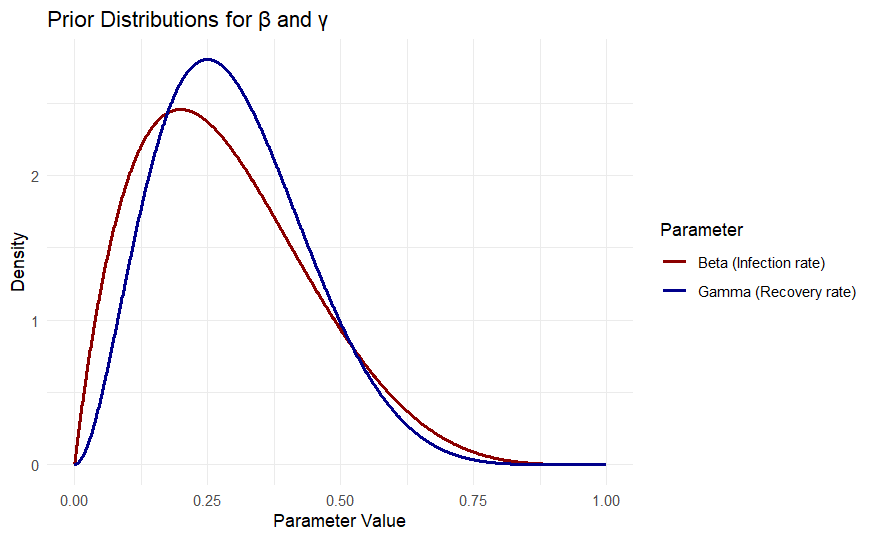 Prior Distributions for β and γ
2
1
0
Density
0.00 0.25 0.50 0.75 1.00
Parameter Value
Parameter
Beta (Infection rate)
Gamma (Recovery rate)